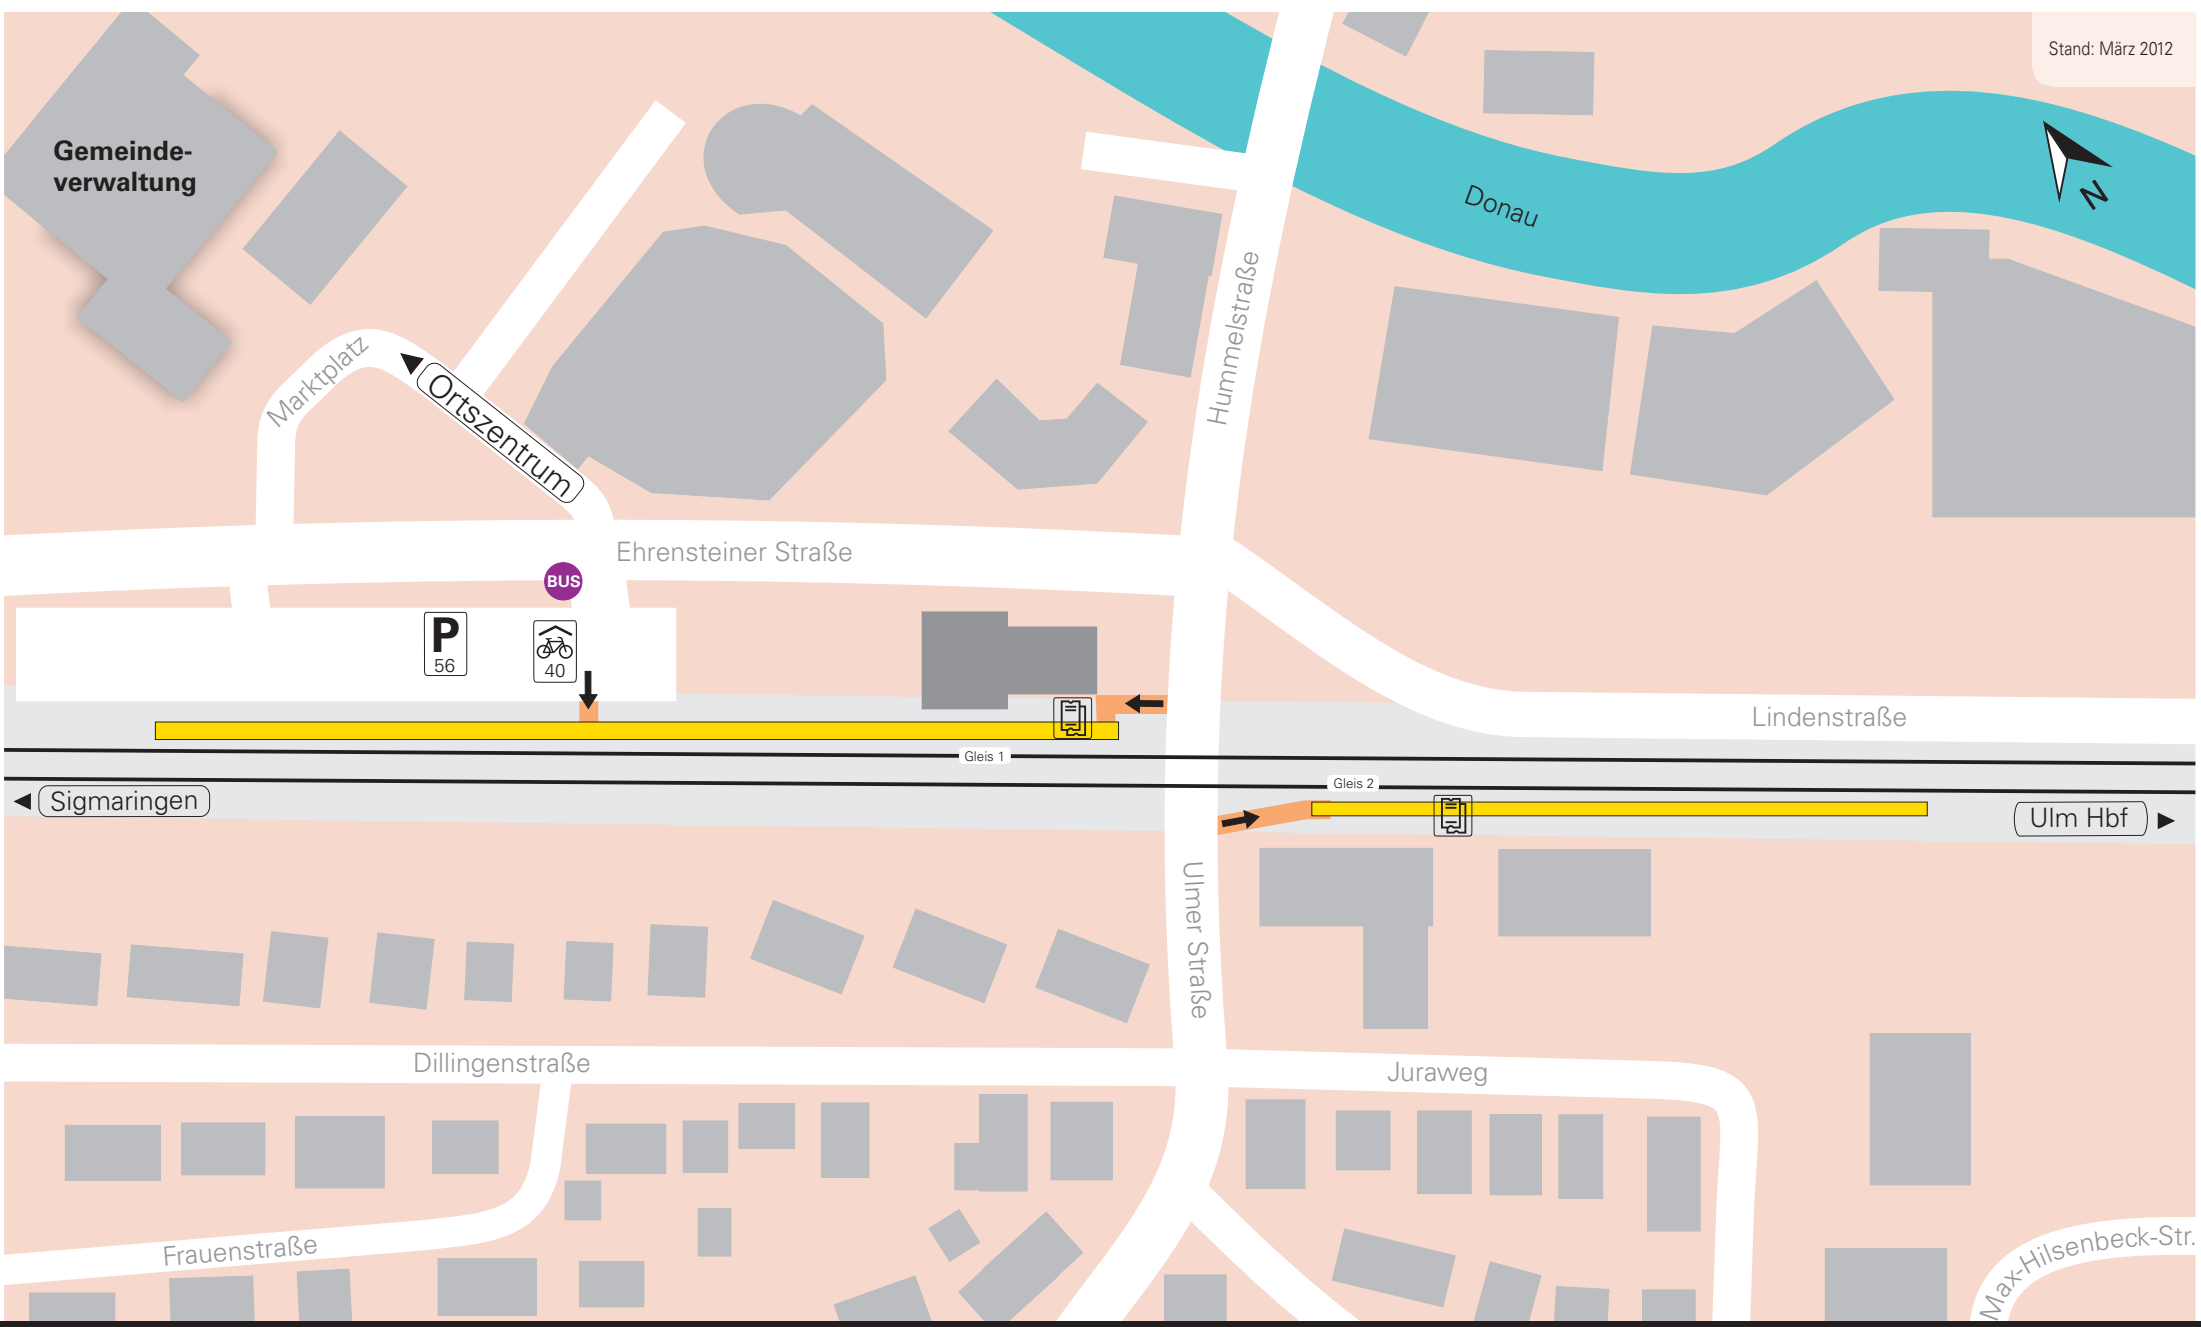 Stand: März 2012
Gemeinde-
verwaltung
N
Donau
Hummelstraße
Marktplatz
Ortszentrum
Ehrensteiner Straße
BUS
P
56
40
Lindenstraße
Gleis 1
Gleis 2
Sigmaringen
Ulm Hbf
Ulmer Straße
Dillingenstraße
Juraweg
Frauenstraße
Max-Hilsenbeck-Str.